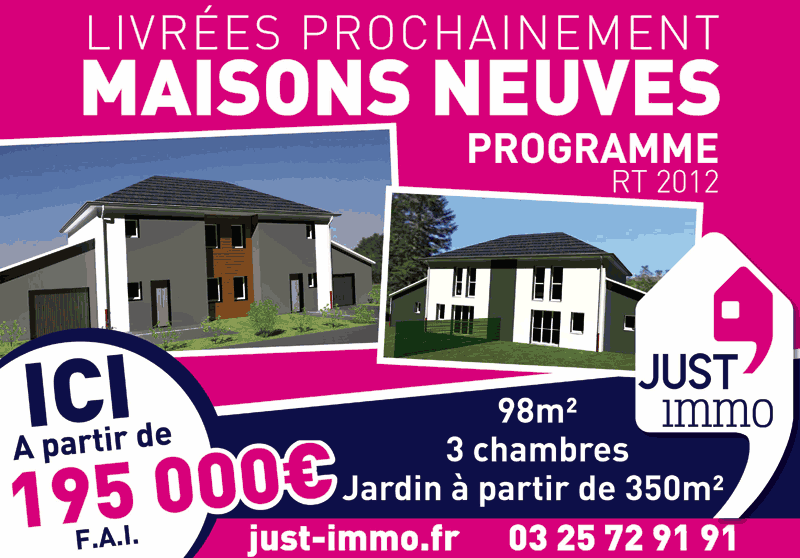 LIVRÉES PROCHAINEMENT
MAISONS NEUVES
PROGRAMME
RT 2012
JUST'
immo
ICI
A partir de
195 000€
F.A.I.
98m²
3 chambres
Jardin à partir de 350m²
just-immo.fr 03 25 72 91 91